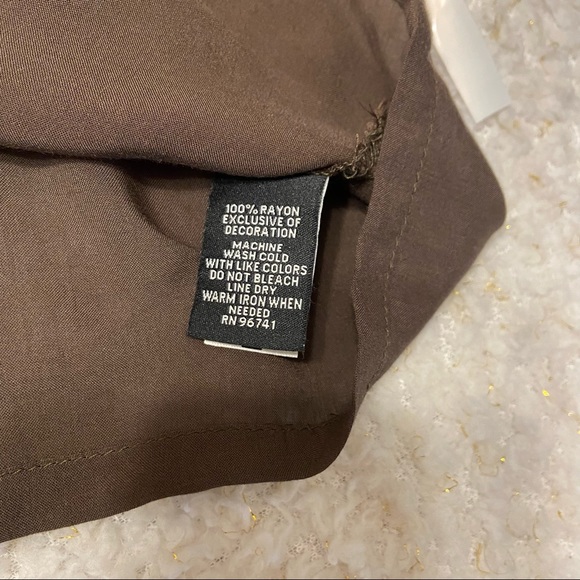 100% RAYON
EXCLUSIVE OF
DECORATION
MACHINE
WASH COLD
WITH LIKE COLORS
DO NOT BLEACH
LINE DRY
WARM IRON WHEN
NEEDED
RN 96741